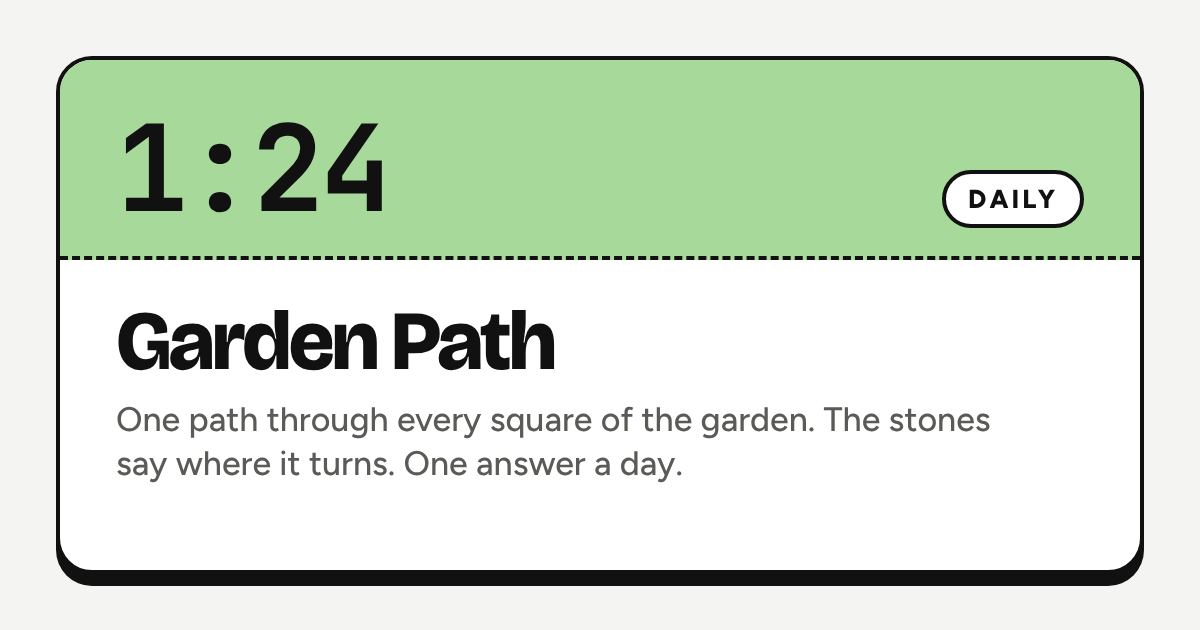 1:24
DAILY
Garden Path
One path through every square of the garden. The stones
say where it turns. One answer a day.